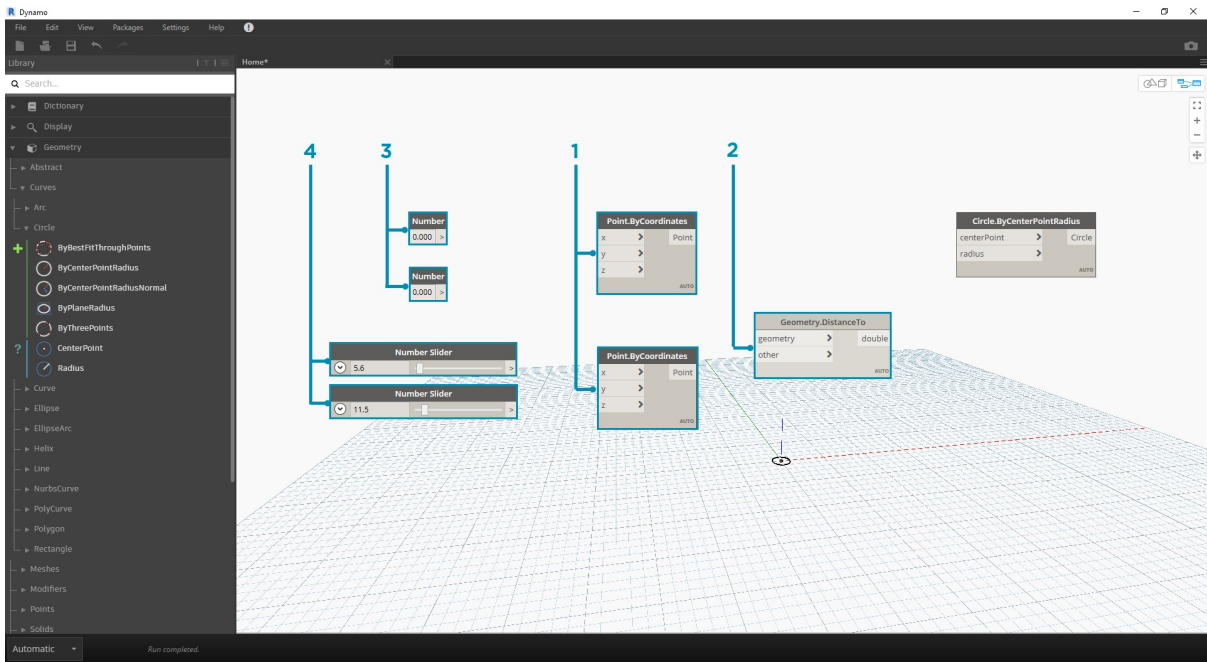 R Dynamo
File Edit View Packages Settings Help !
Library
Home*
Search...
Dictionary
Display
Geometry
Abstract
Curves
Arc
Circle
ByBestFitThroughPoints
ByCenterPointRadius
ByCenterPointRadiusNormal
ByPlaneRadius
ByThreePoints
? CenterPoint
Radius
Curve
Ellipse
EllipseArc
Helix
Line
NurbsCurve
PolyCurve
Polygon
Rectangle
Meshes
Modifiers
Points
Solids
Automatic
Run completed.
4 3 1 2
Number
0.000 >
Number
0.000 >
Number Slider
5.6 >
Number Slider
11.5 >
Point.ByCoordinates
x > Point
y >
z >
AUTO
Point.ByCoordinates
x > Point
y >
z >
AUTO
Geometry.DistanceTo
geometry > double
other >
AUTO
Circle.ByCenterPointRadius
centerPoint > Circle
radius >
AUTO